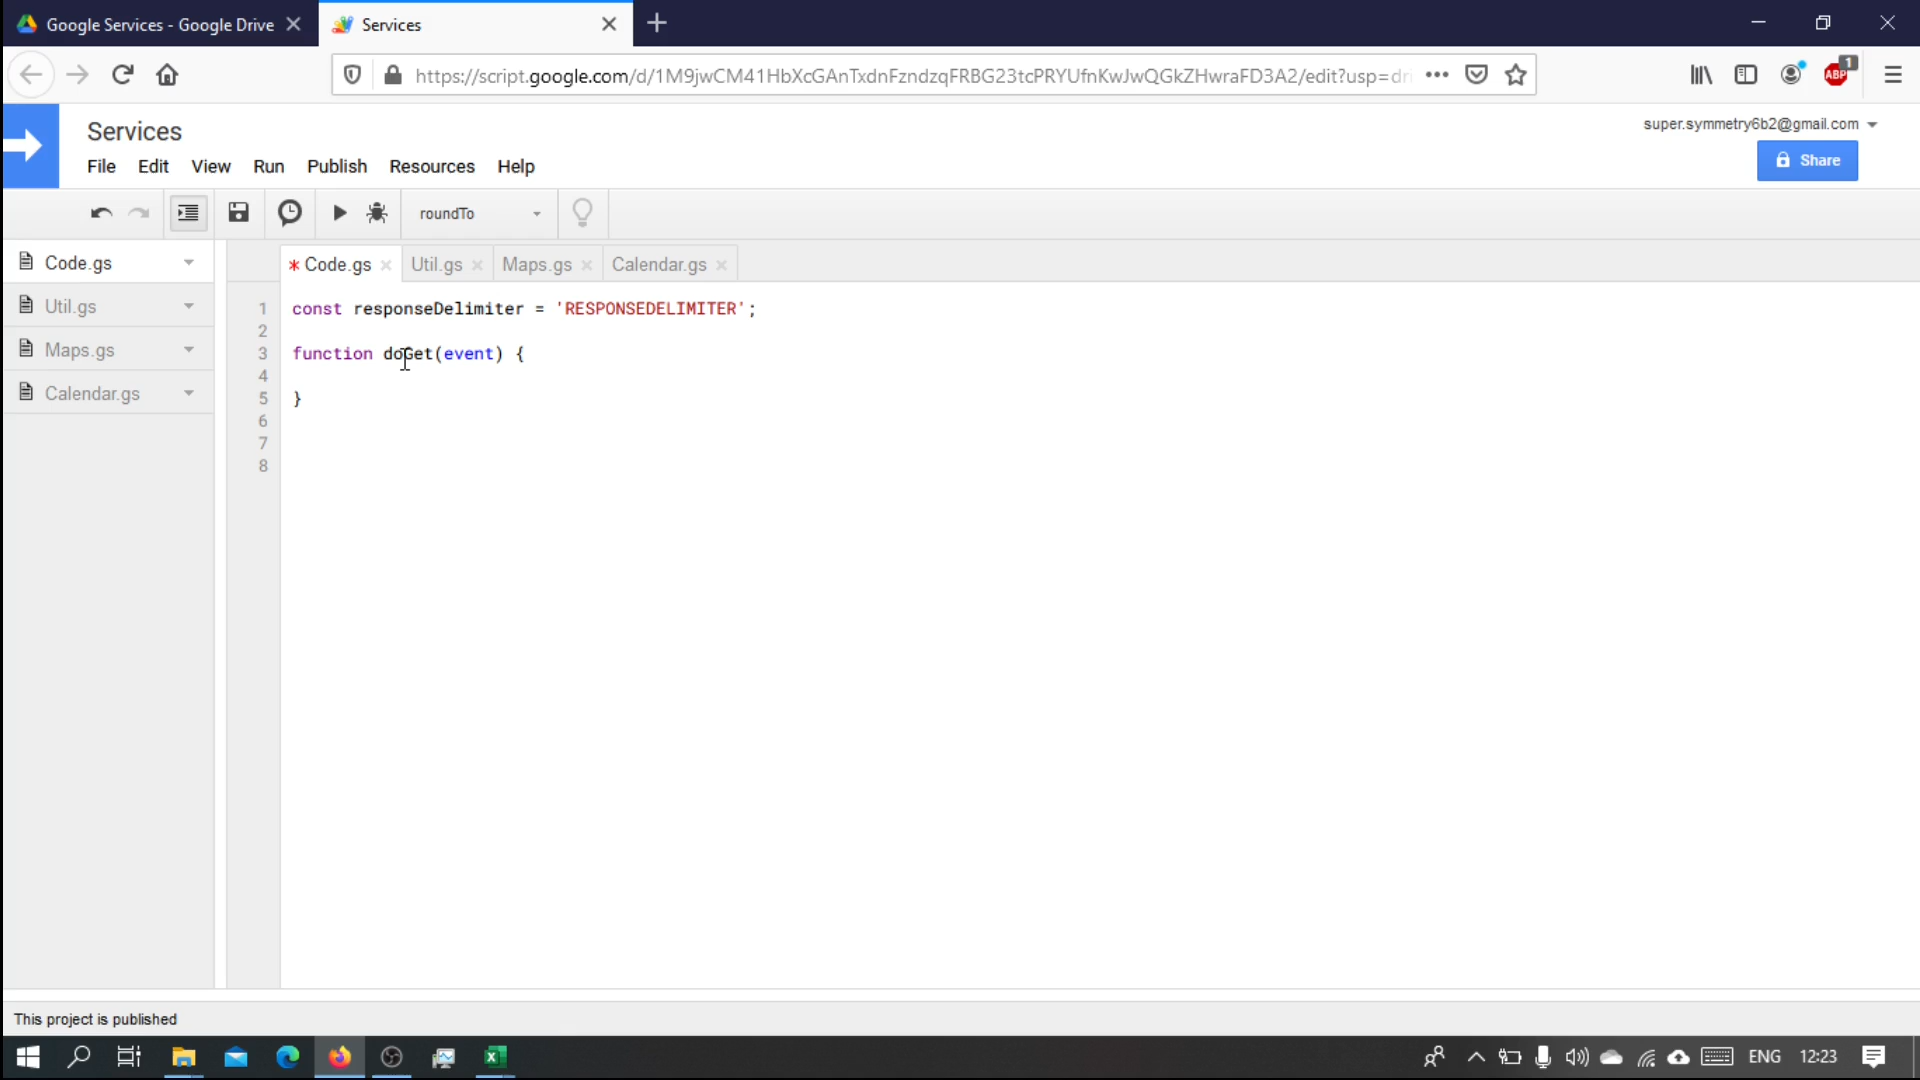 Google Services - Google Drive
Services
https://script.google.com/d/1M9jwCM41HbXcGAnTxdnFzndzqFRBG23tcPRYUfnKwJwQGkZHwraFD3A2/edit?usp=dri
ABP
1
Services
super.symmetry6b2@gmail.com
File Edit View Run Publish Resources Help
Share
roundTo
Code.gs
Util.gs
Maps.gs
Calendar.gs
* Code.gs
Util.gs
Maps.gs
Calendar.gs
1 const responseDelimiter = 'RESPONSEDELIMITER';
2
3 function doGet(event) {
4
5 }
6
7
8
This project is published
ENG
12:23